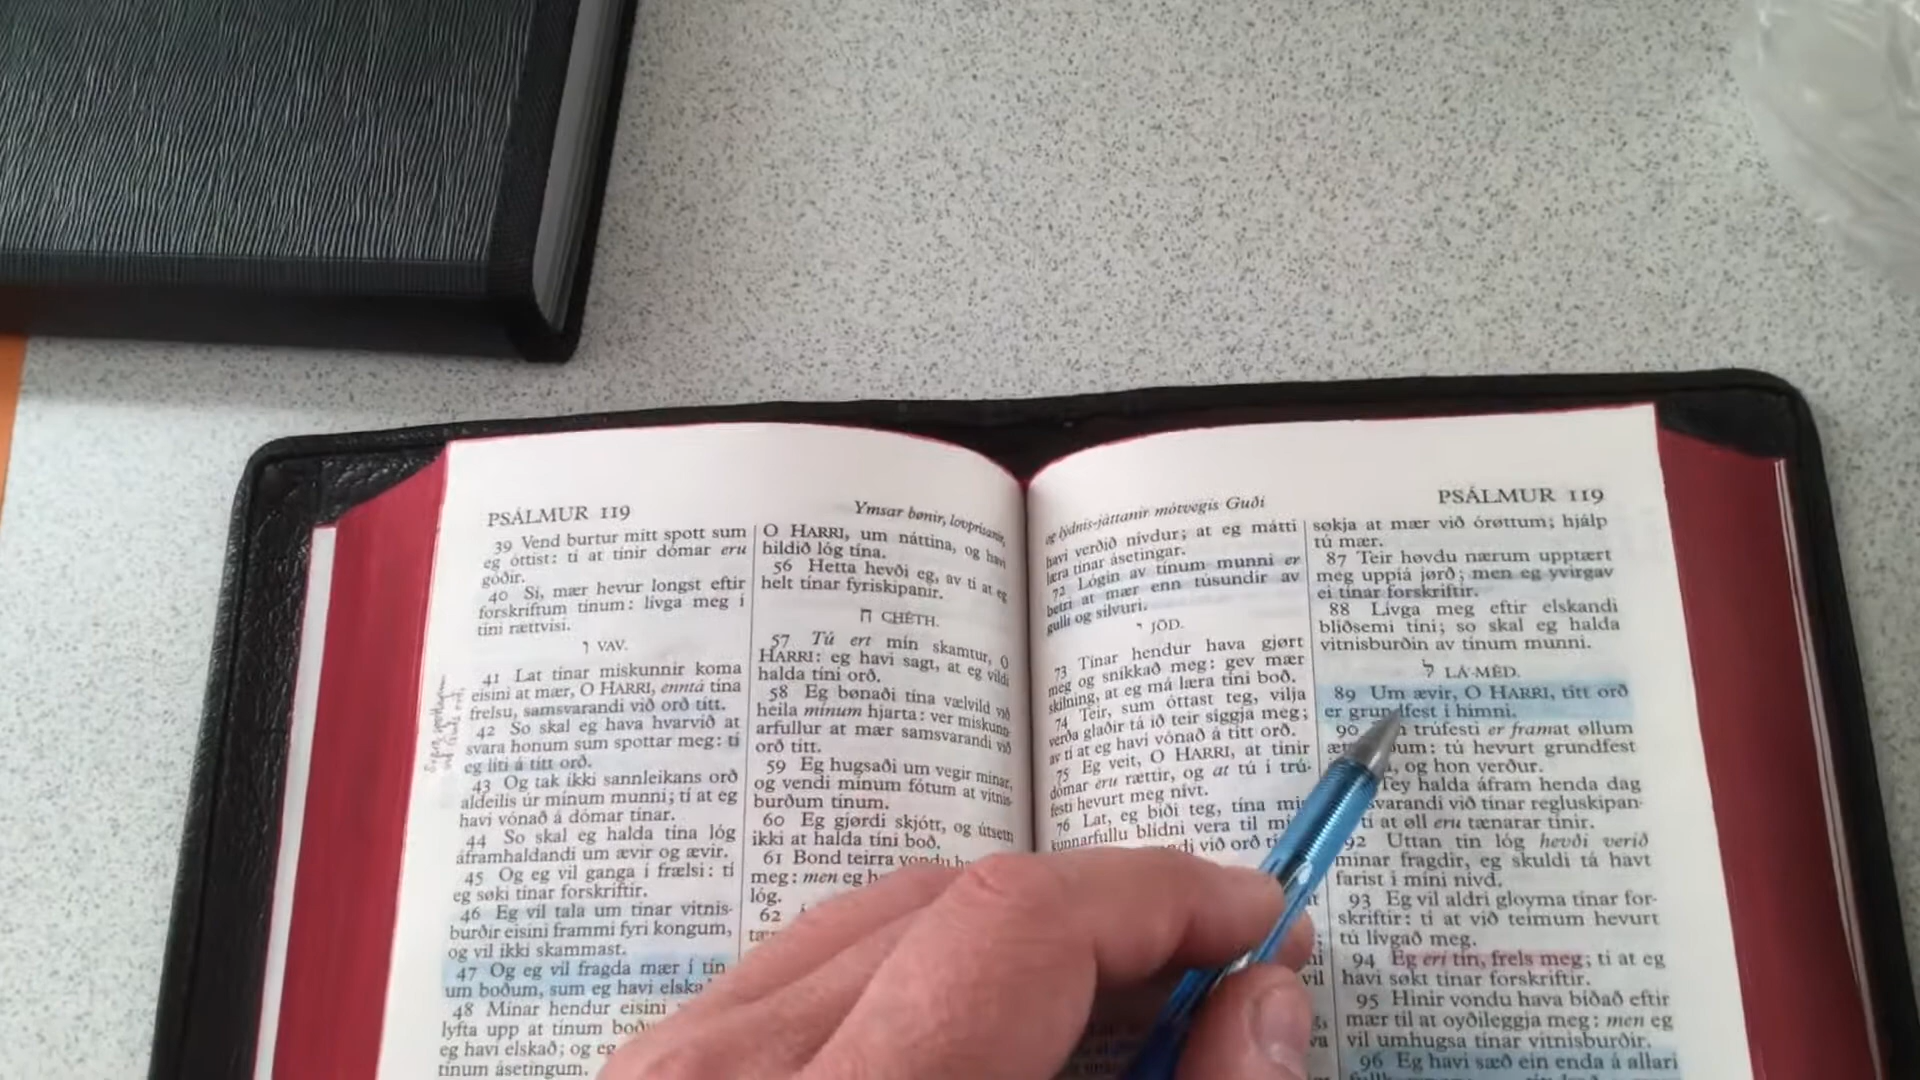 PSÁLMUR 119
Ymsar bønir, lovprísanir,
39 Vend burtur mítt spott sum
eg óttist: tí at tínir dómar eru
góðir.
40 Sí, mær hevur longst eftir
forskriftum tínum: lívga meg í
tíni rættvísi.
ו VAV.
41 Lat tínar miskunnir koma
eisini at mær, O HARRI, enntá tína
frelsu, samsvarandi við orð títt.
42 So skal eg hava hvarvið at
svara honum sum spottar meg: tí
eg líti á títt orð.
43 Og tak ikki sannleikans orð
aldeilis úr mínum munni; tí at eg
havi vónað á dómar tínar.
44 So skal eg halda tína lóg
áframhaldandi um ævir og ævir.
45 Og eg vil ganga í frælsi: tí
eg søki tínar forskriftir.
46 Eg vil tala um tínar vitnis-
burðir eisini frammi fyri kongum,
og vil ikki skammast.
47 Og eg vil fragda mær í tín
um boðum, sum eg havi elska
48 Mínar hendur eisini
lyfta upp at tínum
eg havi elskað; og eg
tínum ásetingum.
O HARRI, um náttina, og havi
hildið lóg tína.
56 Hetta hevði eg, av tí at eg
helt tínar fyriskipanir.
ח CHÊTH.
57 Tú ert mín skamtur, O
HARRI: eg havi sagt, at eg vildi
halda tíni orð.
58 Eg bønaði tína vælvild við
heila mínum hjarta: ver miskunn-
arfullur at mær samsvarandi við
orð títt.
59 Eg hugsaði um vegir mínar,
og vendi mínum fótum at vitnis-
burðum tínum.
60 Eg gjørdi skjótt, og útsetti
ikki at halda tíni boð.
61 Bond teirra vondu
meg: men eg
lóg.
62
og lýdnis-játtanir mótvegis Guði
PSÁLMUR 119
havi verðið nívdur; at eg mátti
læra tínar ásetingar.
72 Lógin av tínum munni er
betri at mær enn túsundir av
gulli og silvuri.
י JÔD.
73 Tínar hendur hava gjørt
meg og sníkkað meg: gev mær
skilning, at eg má læra tíni boð.
74 Teir, sum óttast teg, vilja
verða glaðir tá ið teir síggja meg;
av tí at eg havi vónað á títt orð.
75 Eg veit, O HARRI, at tínir
dómar eru rættir, og at tú í trú-
festi hevurt meg nívt.
76 Lat, eg biði teg, tína mis
kunnarfullu blídni vera til
við orð
søkja at mær við órøttum; hjálp
tú mær.
87 Teir høvdu nærum upptært
meg uppiá jørð; men eg yvirgav
ei tínar forskriftir.
88 Lívga meg eftir elskandi
blíðsemi tíni; so skal eg halda
vitnisburðin av tínum munni.
ל LA-MÊD.
89 Um ævir, O HARRI, títt orð
er grundfest í himni.
90 trúfesti er framat øllum
tú hevurt grundfest
, og hon verður.
Tey halda áfram henda dag
svarandi við tínar regluskipan-
tí at øll eru tænarar tínir.
92 Uttan tín lóg hevði verið
mínar fragdir, eg skuldi tá havt
farist í míni nívd.
93 Eg vil aldri gloyma tínar for-
skriftir: tí at við teimum hevurt
tú lívgað meg.
94 Eg eri tín, frels meg; tí at eg
havi søkt tínar forskriftir.
95 Hinir vondu hava bíðað eftir
mær til at oyðileggja meg: men eg
vil umhugsa tínar vitnisburðir.
96 Eg havi sæð ein enda á allari